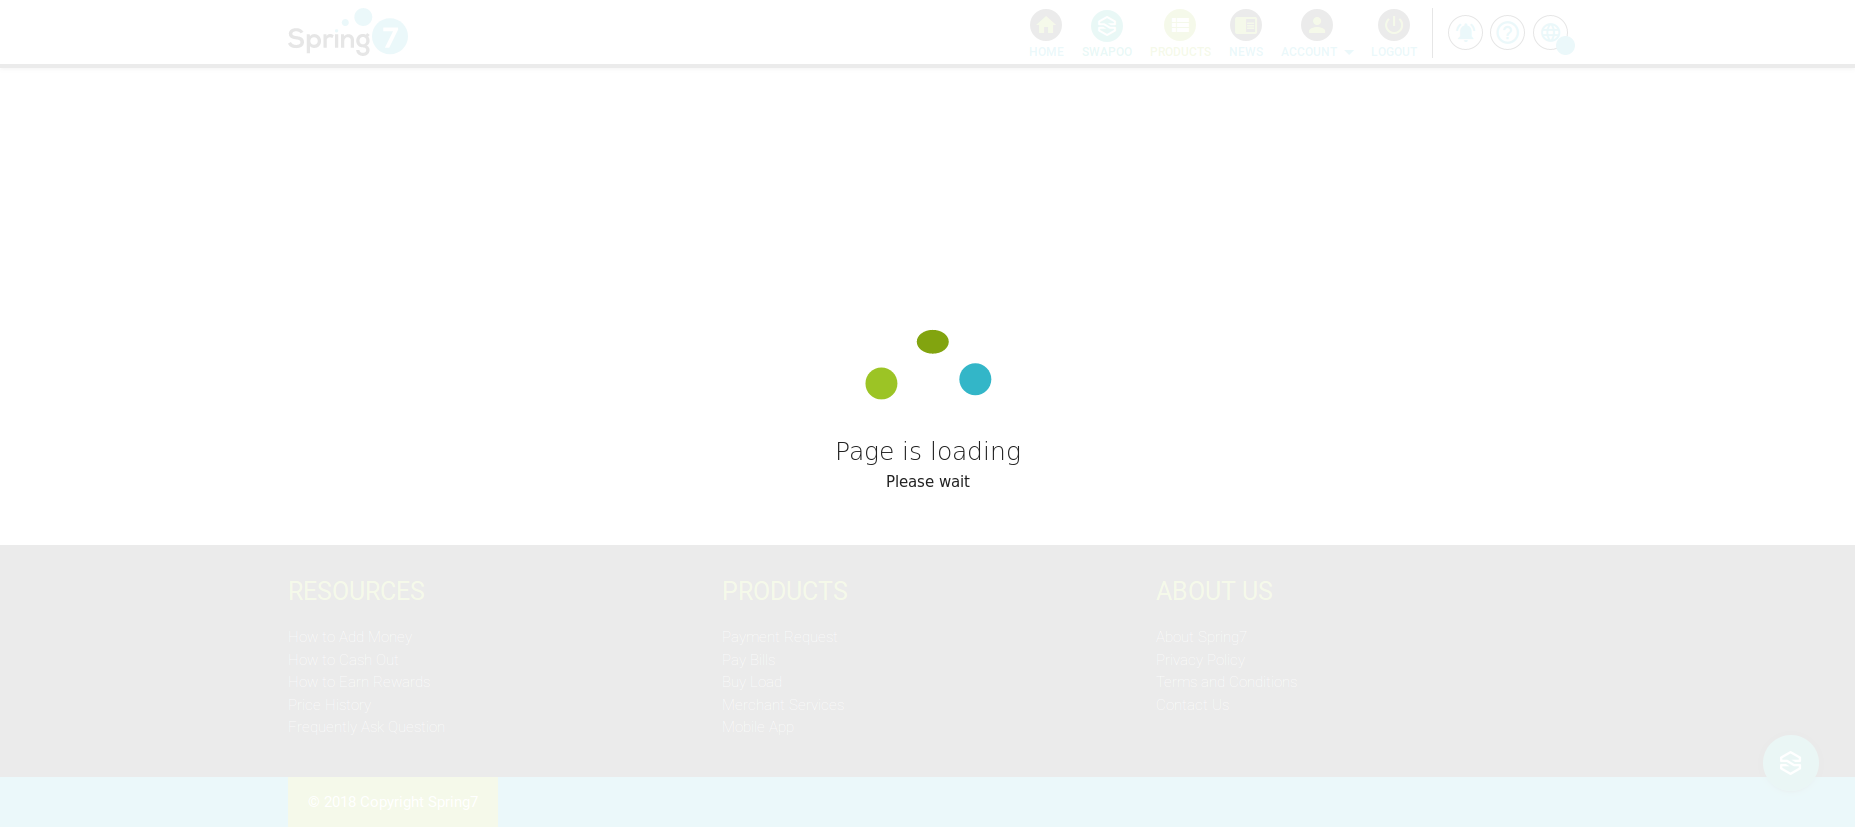 Spring 7
HOME SWAPOO PRODUCTS NEWS ACCOUNT LOGOUT
Page is loading
Please wait
RESOURCES
How to Add Money
How to Cash Out
How to Earn Rewards
Price History
Frequently Ask Question
PRODUCTS
Payment Request
Pay Bills
Buy Load
Merchant Services
Mobile App
ABOUT US
About Spring7
Privacy Policy
Terms and Conditions
Contact Us
© 2018 Copyright Spring7